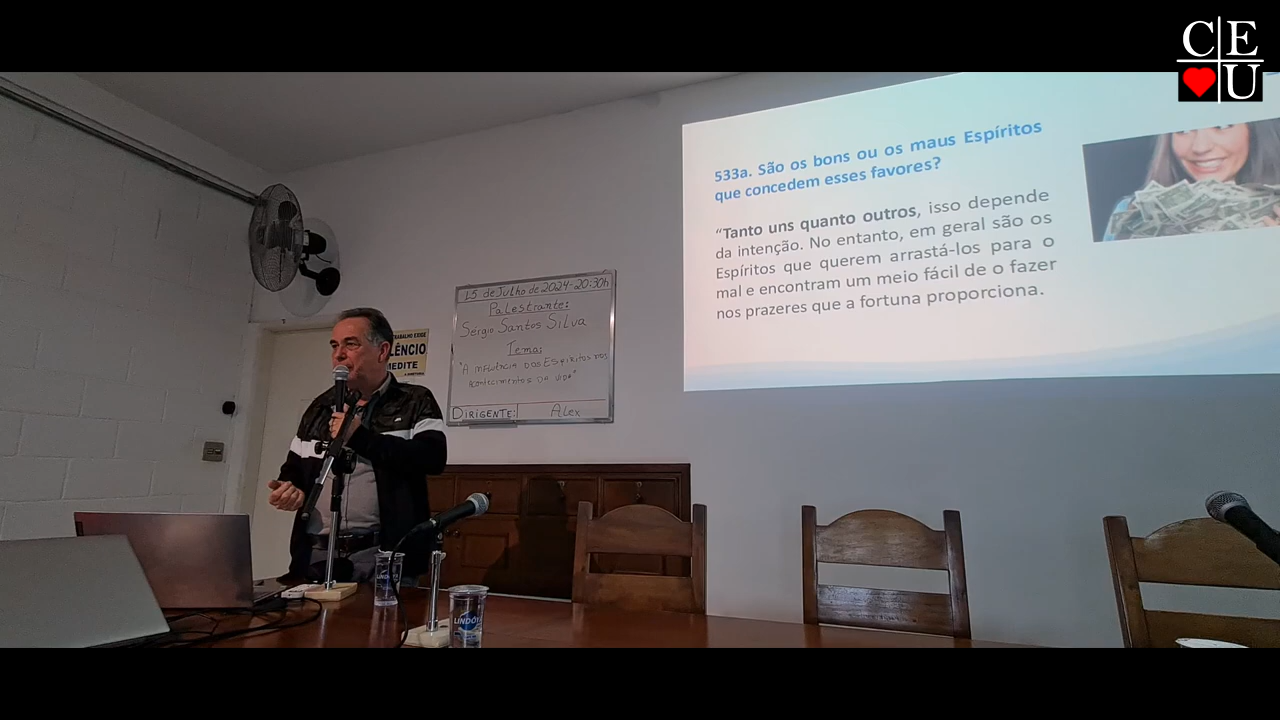 CE
U
533a. São os bons ou os maus Espíritos
que concedem esses favores?
“Tanto uns quanto outros, isso depende
da intenção. No entanto, em geral são os
Espíritos que querem arrastá-los para o
mal e encontram um meio fácil de o fazer
nos prazeres que a fortuna proporciona.
15 de Julho de 2024-20:30h
Palestrante:
Sérgio Santos Silva
Tema:
"A influência dos Espíritos nos
acontecimentos da vida"
DIRIGENTE: Alex
TRABALHO EXIGE
LÊNCIO
MEDITE
LINDOYA